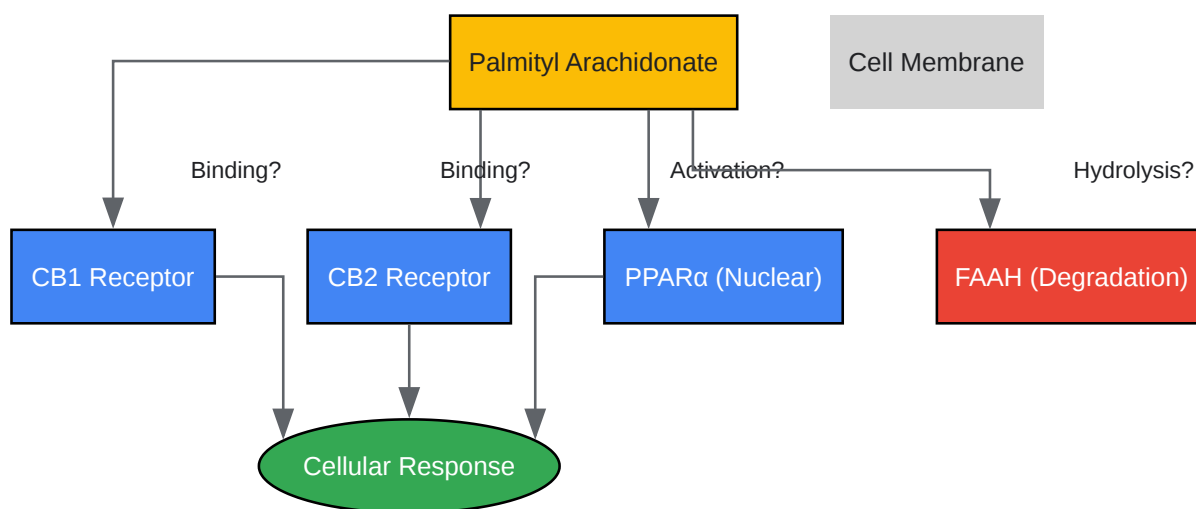 Palmityl Arachidonate
Cell Membrane
Binding?
Binding?
Activation?
Hydrolysis?
CB1 Receptor
CB2 Receptor
PPARα (Nuclear)
FAAH (Degradation)
Cellular Response